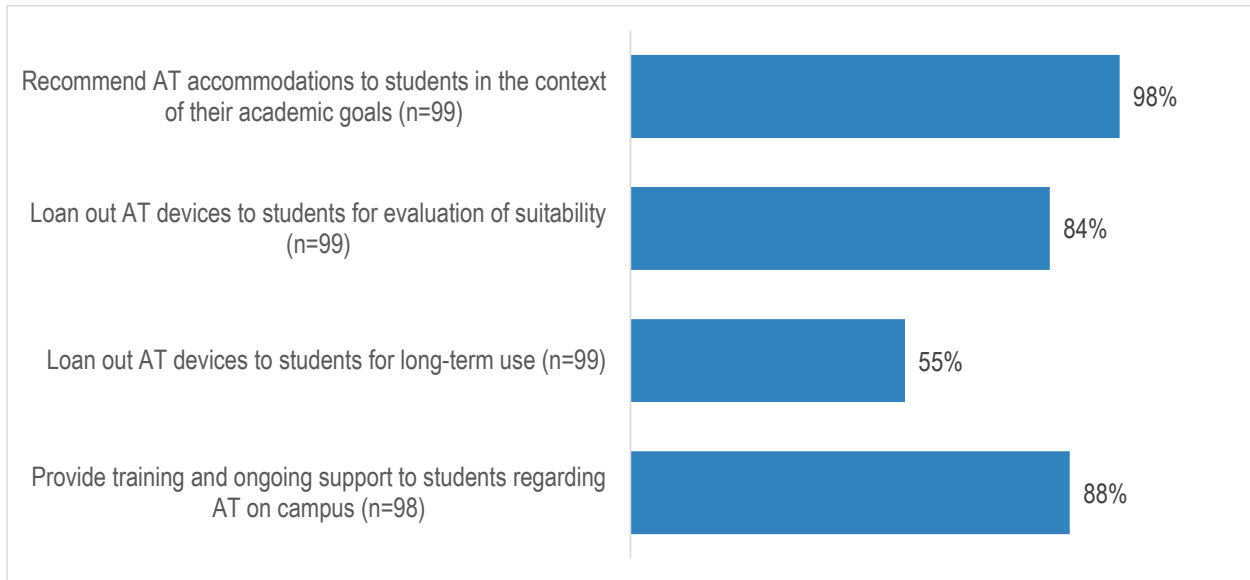 Recommend AT accommodations to students in the context
of their academic goals (n=99)
98%
Loan out AT devices to students for evaluation of suitability
(n=99)
84%
Loan out AT devices to students for long-term use (n=99)
55%
Provide training and ongoing support to students regarding
AT on campus (n=98)
88%